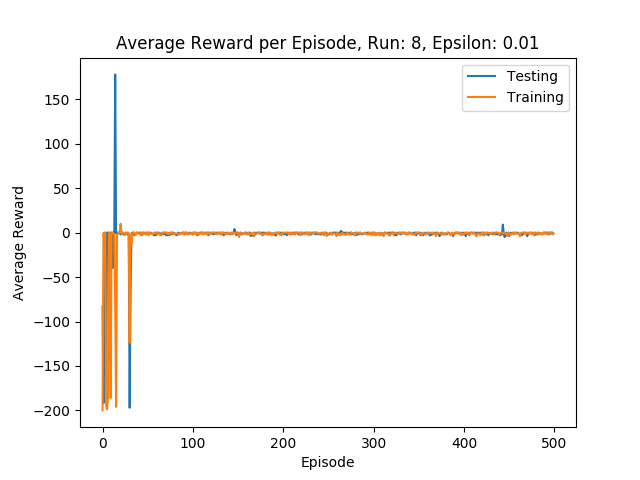 Average Reward per Episode, Run: 8, Epsilon: 0.01
Testing
Training
Average Reward
150
100
50
0
−50
−100
−150
−200
0
100
200
300
400
500
Episode